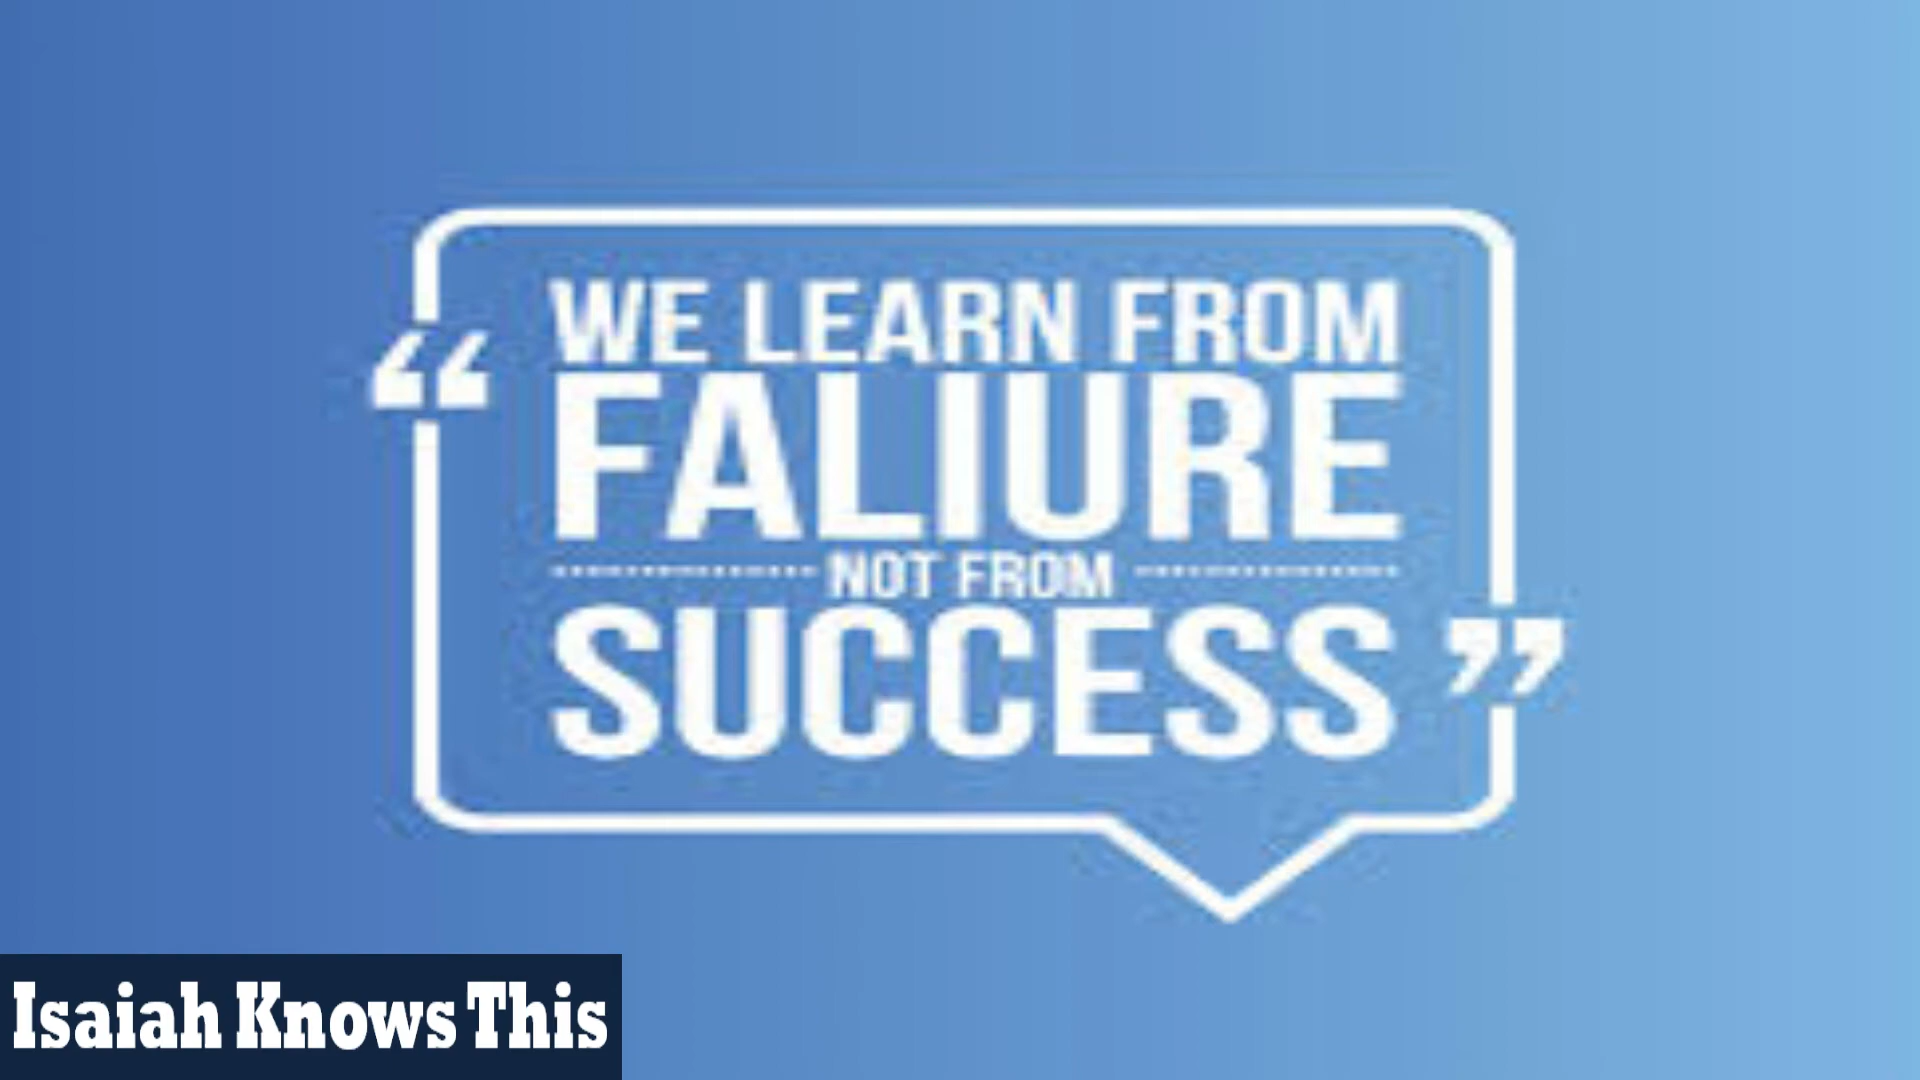 “ WE LEARN FROM
FALIURE
NOT FROM
SUCCESS ”
Isaiah Knows This